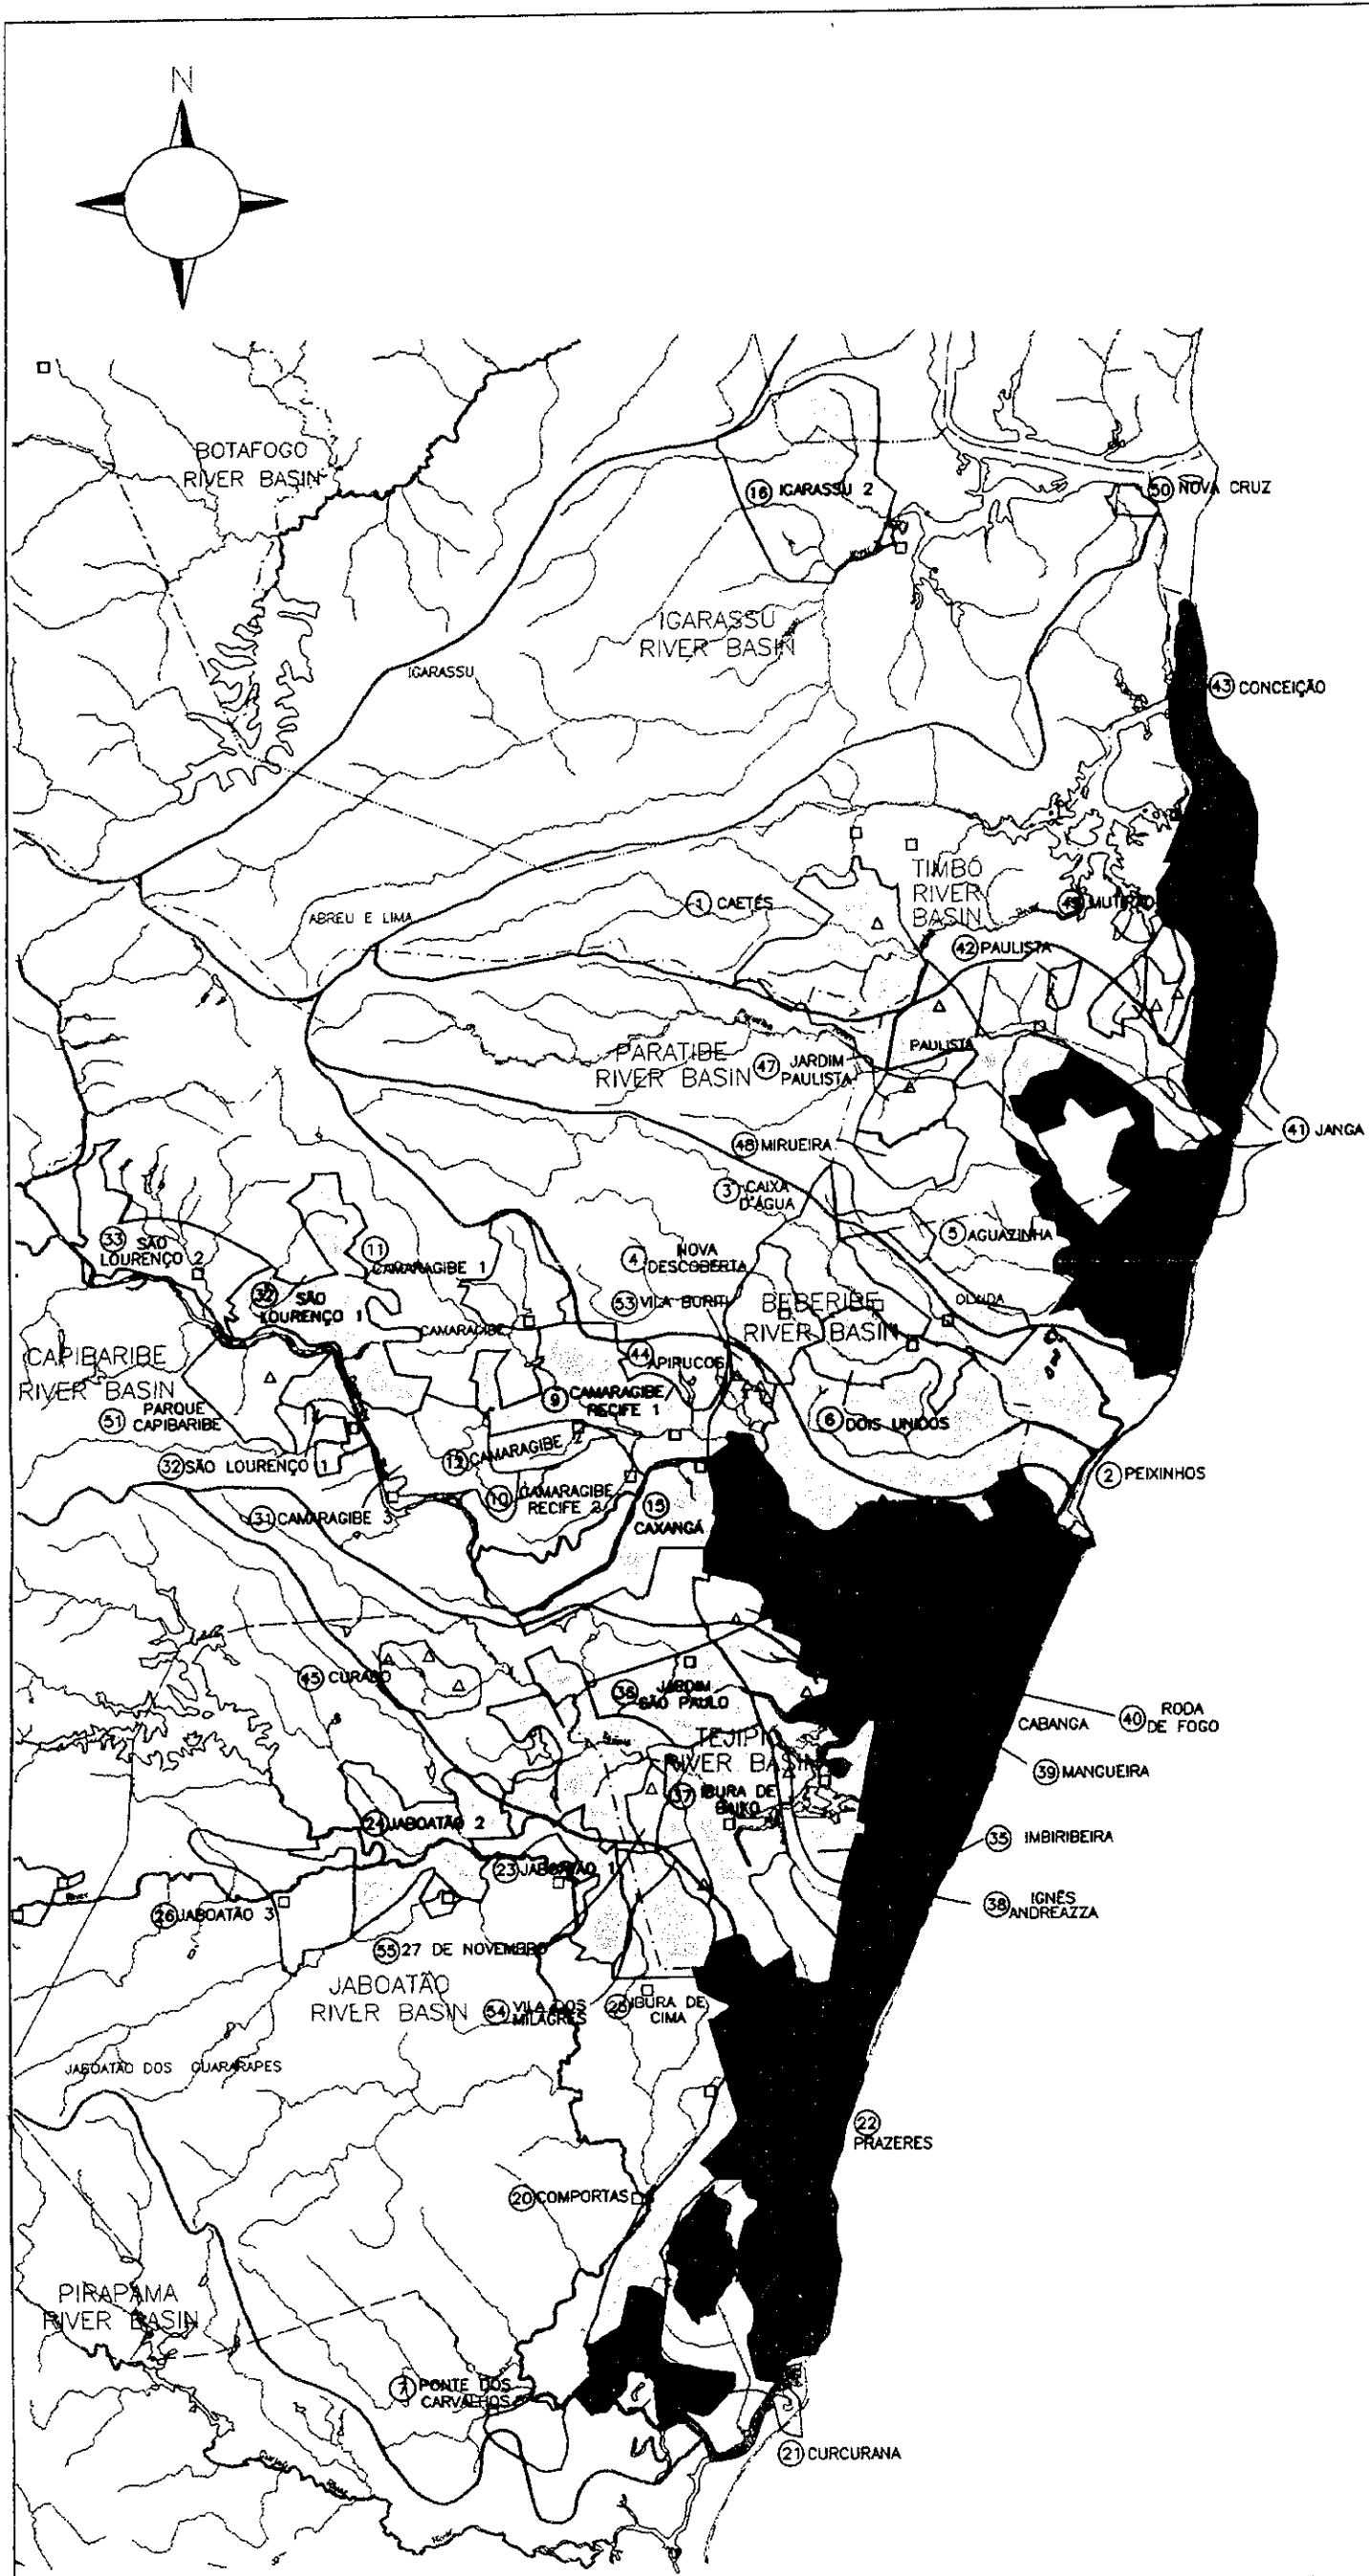 N
BOTAFOGO
RIVER BASIN
16 IGARASSU 2
50 NOVA CRUZ
IGARASSU
RIVER BASIN
IGARASSU
43 CONCEIÇÃO
TIMBÓ
RIVER
BASIN
1 CAETÉS
MUTIRÃO
ABREU E LIMA
42 PAULISTA
PARATIBE
RIVER BASIN
PAULISTA
47 JARDIM
PAULISTA
41 JANGA
48 MIRUEIRA
3 CAIXA
D'ÁGUA
5 AGUAZINHA
33 SÃO
LOURENÇO 2
11
CAMARAGIBE 1
4 NOVA
DESCOBERTA
32 SÃO
LOURENÇO 1
53 VILA BURITI
BEBERIBE
RIVER BASIN
OLINDA
CAMARAGIBE
CAPIBARIBE
RIVER BASIN
44
APIPUCOS
9 CAMARAGIBE/
RECIFE 1
51 PARQUE
CAPIBARIBE
6 DOIS UNIDOS
12 CAMARAGIBE 2
32 SÃO LOURENÇO 1
2 PEIXINHOS
10 CAMARAGIBE
RECIFE 2
15
CAXANGÁ
31 CAMARAGIBE 3
45 CURADO
36 JARDIM
SÃO PAULO
40 RODA
DE FOGO
CABANGA
TEJIPIÓ
RIVER BASIN
39 MANGUEIRA
37 IBURA DE
BAIXO
24 JABOATÃO 2
35 IMBIRIBEIRA
23 JABOATÃO 1
38 IGNÊS
ANDREAZZA
26 JABOATÃO 3
55 27 DE NOVEMBRO
JABOATÃO
RIVER BASIN
54 VILA DOS
MILAGRES
25 IBURA DE
CIMA
JABOATÃO DOS GUARARAPES
22
PRAZERES
20 COMPORTAS
PIRAPAMA
RIVER BASIN
7 PONTE DOS
CARVALHOS
21 CURCURANA